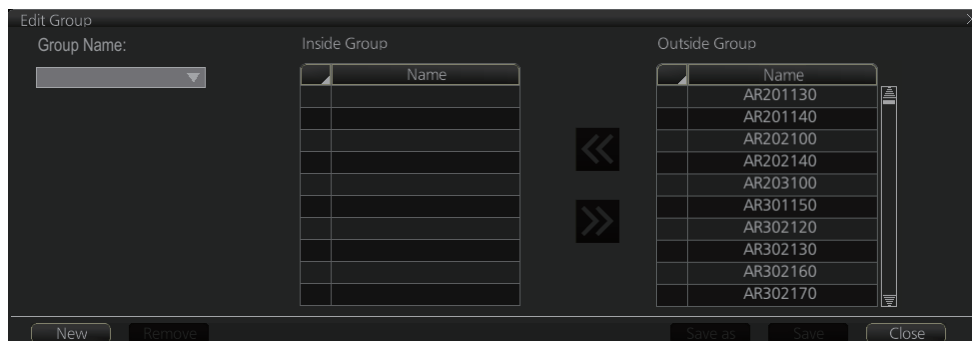 Edit Group
Group Name:
Inside Group
Outside Group
Name
Name
AR201130
AR201140
AR202100
AR202140
AR203100
AR301150
AR302120
AR302130
AR302160
AR302170
New
Remove
Save as
Save
Close